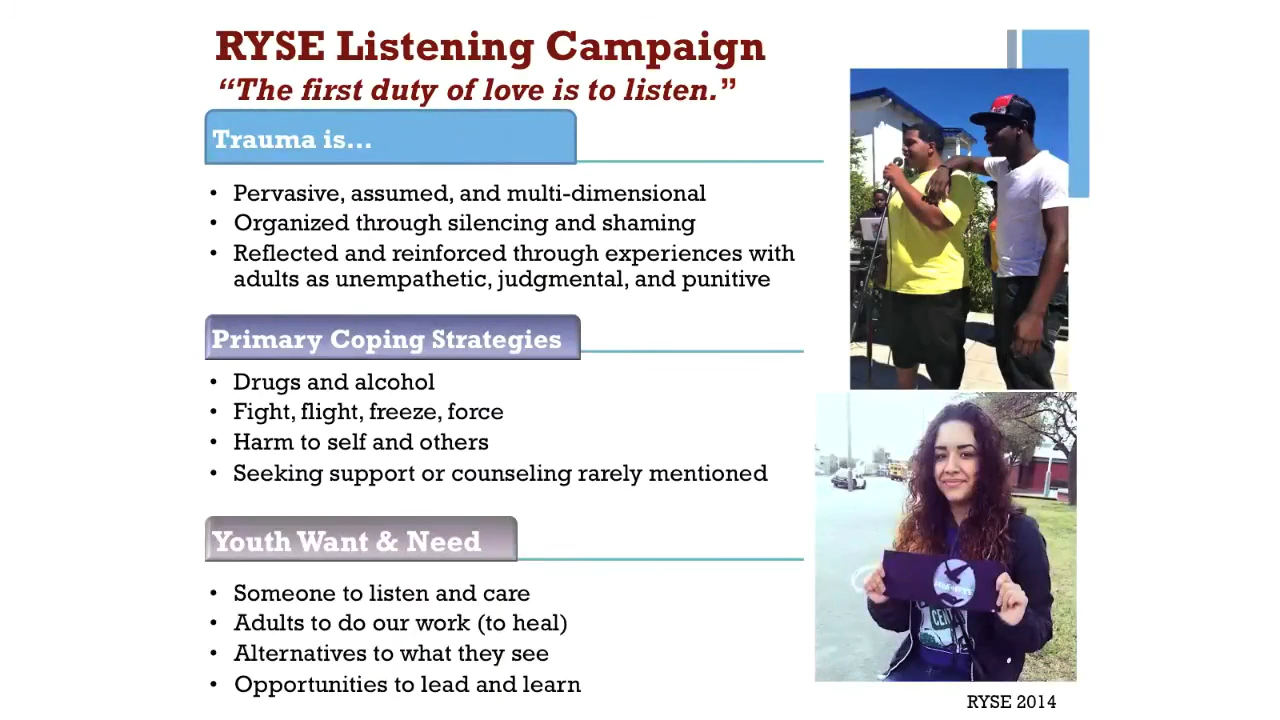 RYSE Listening Campaign
“The first duty of love is to listen.”
Trauma is...
• Pervasive, assumed, and multi-dimensional
• Organized through silencing and shaming
• Reflected and reinforced through experiences with
adults as unempathetic, judgmental, and punitive
Primary Coping Strategies
• Drugs and alcohol
• Fight, flight, freeze, force
• Harm to self and others
• Seeking support or counseling rarely mentioned
Youth Want & Need
• Someone to listen and care
• Adults to do our work (to heal)
• Alternatives to what they see
• Opportunities to lead and learn
CENT
RYSE 2014